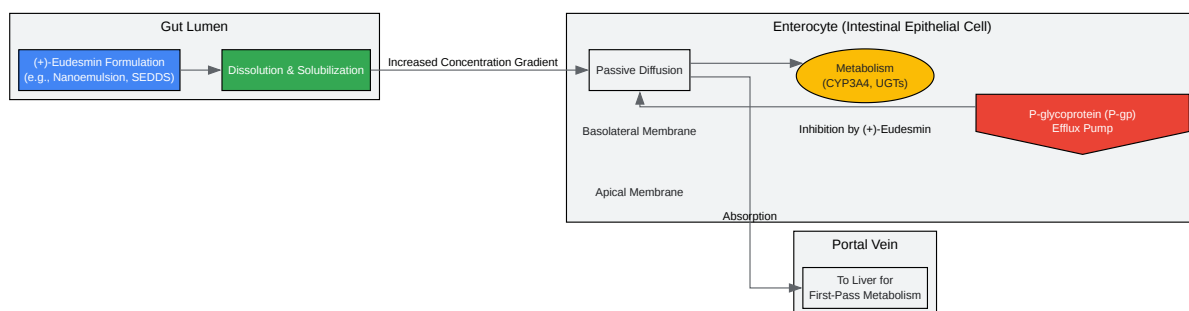 Gut Lumen
(+)-Eudesmin Formulation
(e.g., Nanoemulsion, SEDDS)
Dissolution & Solubilization
Increased Concentration Gradient
Enterocyte (Intestinal Epithelial Cell)
Passive Diffusion
Metabolism
(CYP3A4, UGTs)
P-glycoprotein (P-gp)
Efflux Pump
Inhibition by (+)-Eudesmin
Basolateral Membrane
Apical Membrane
Absorption
Portal Vein
To Liver for
First-Pass Metabolism